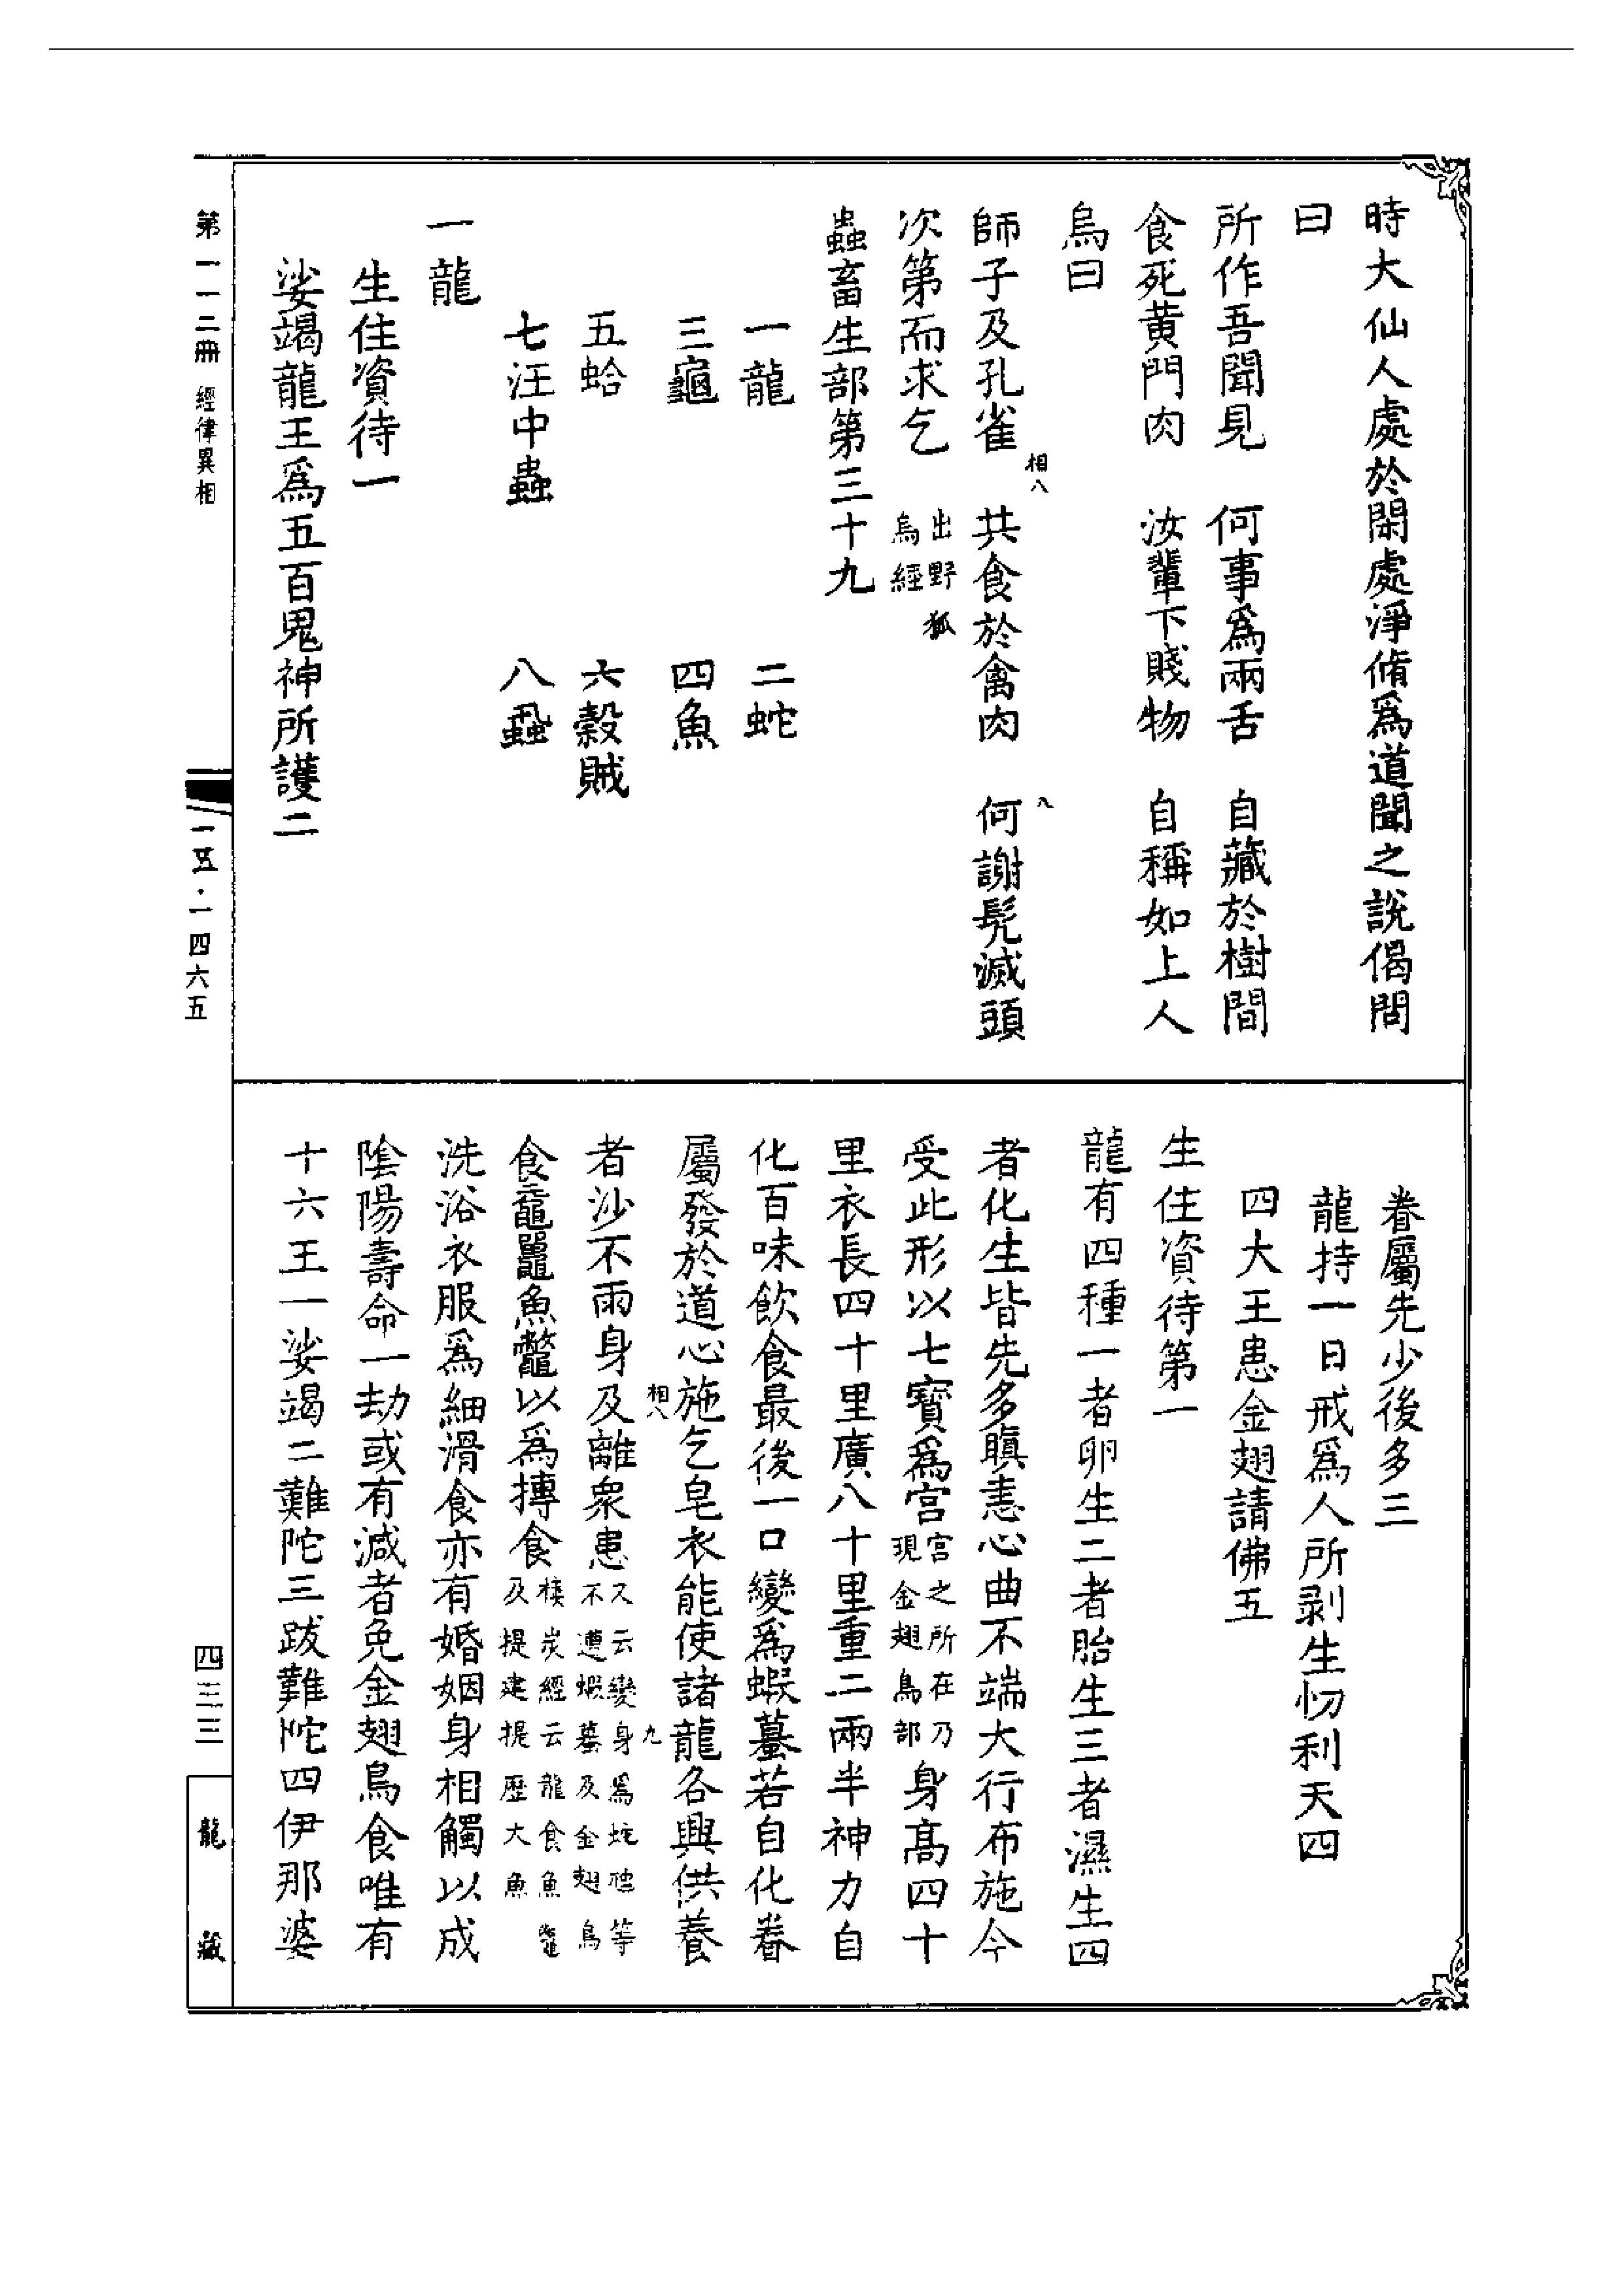 時大仙人處於閑處淨脩爲道聞之說偈問
曰
所作吾聞見　何事爲兩舌　自藏於樹間
食死黃門肉　汝輩下賤物　自稱如上人
烏曰
相八　八
師子及孔雀　共食於禽肉　何謝髠滅頭
次第而求乞　出野狐烏經
蟲畜生部第三十九
一龍　二蛇
三龜　四魚
五蛤　六穀賊
七汪中蟲　八蝨
一龍
生住資待一
娑竭龍王爲五百鬼神所護二
眷屬先少後多三
龍持一日戒爲人所剥生忉利天四
四大王患金翅請佛五
生住資待第一
龍有四種一者卵生二者胎生三者濕生四
者化生皆先多瞋恚心曲不端大行布施今
受此形以七寶爲宮宮之所在乃現金翅鳥部身高四十
里衣長四十里廣八十里重二兩半神力自
化百味飲食最後一口變爲蝦蟇若自化眷
屬發於道心施乞皂衣能使諸龍各興供養
相八　九
者沙不雨身及離衆患又云變身爲蛇虺等不遭蝦蟇及金翅鳥
食黿鼉魚鼈以爲摶食樓炭經云龍食魚鼈及提建提歷大魚
洗浴衣服爲細滑食亦有婚姻身相觸以成
陰陽壽命一劫或有減者免金翅鳥食唯有
十六王一娑竭二難陀三跋難陀四伊那婆
第一一二冊　經律異相
一五五·一四六五
四三三
龍藏